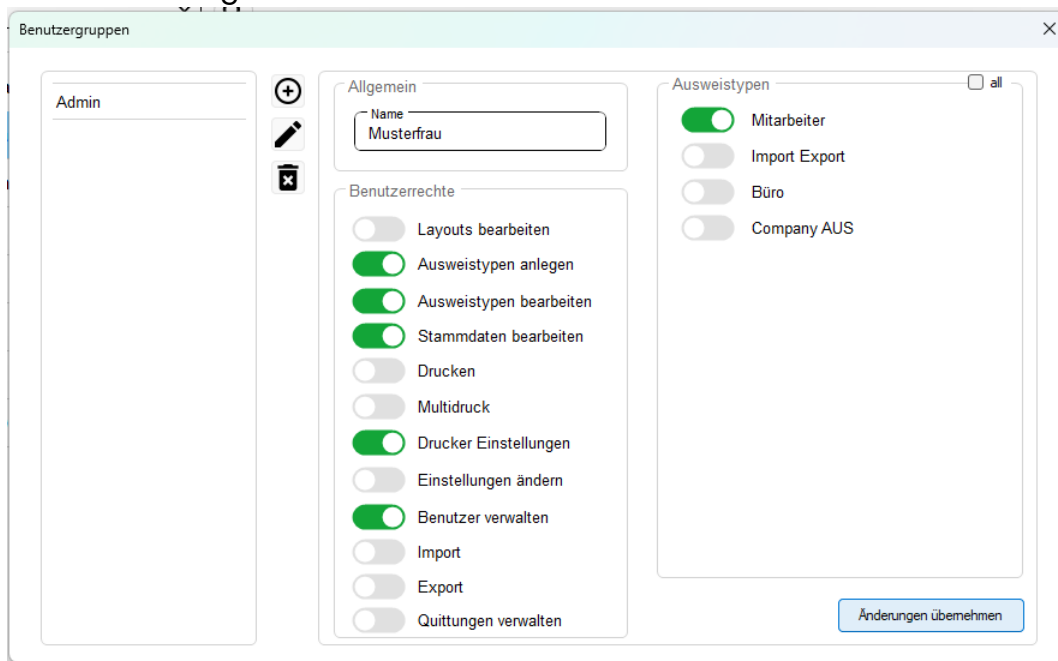 Benutzergruppen
Admin
Allgemein
Name
Musterfrau
Benutzerrechte
Layouts bearbeiten
Ausweistypen anlegen
Ausweistypen bearbeiten
Stammdaten bearbeiten
Drucken
Multidruck
Drucker Einstellungen
Einstellungen ändern
Benutzer verwalten
Import
Export
Quittungen verwalten
Ausweistypen
all
Mitarbeiter
Import Export
Büro
Company AUS
Änderungen übernehmen